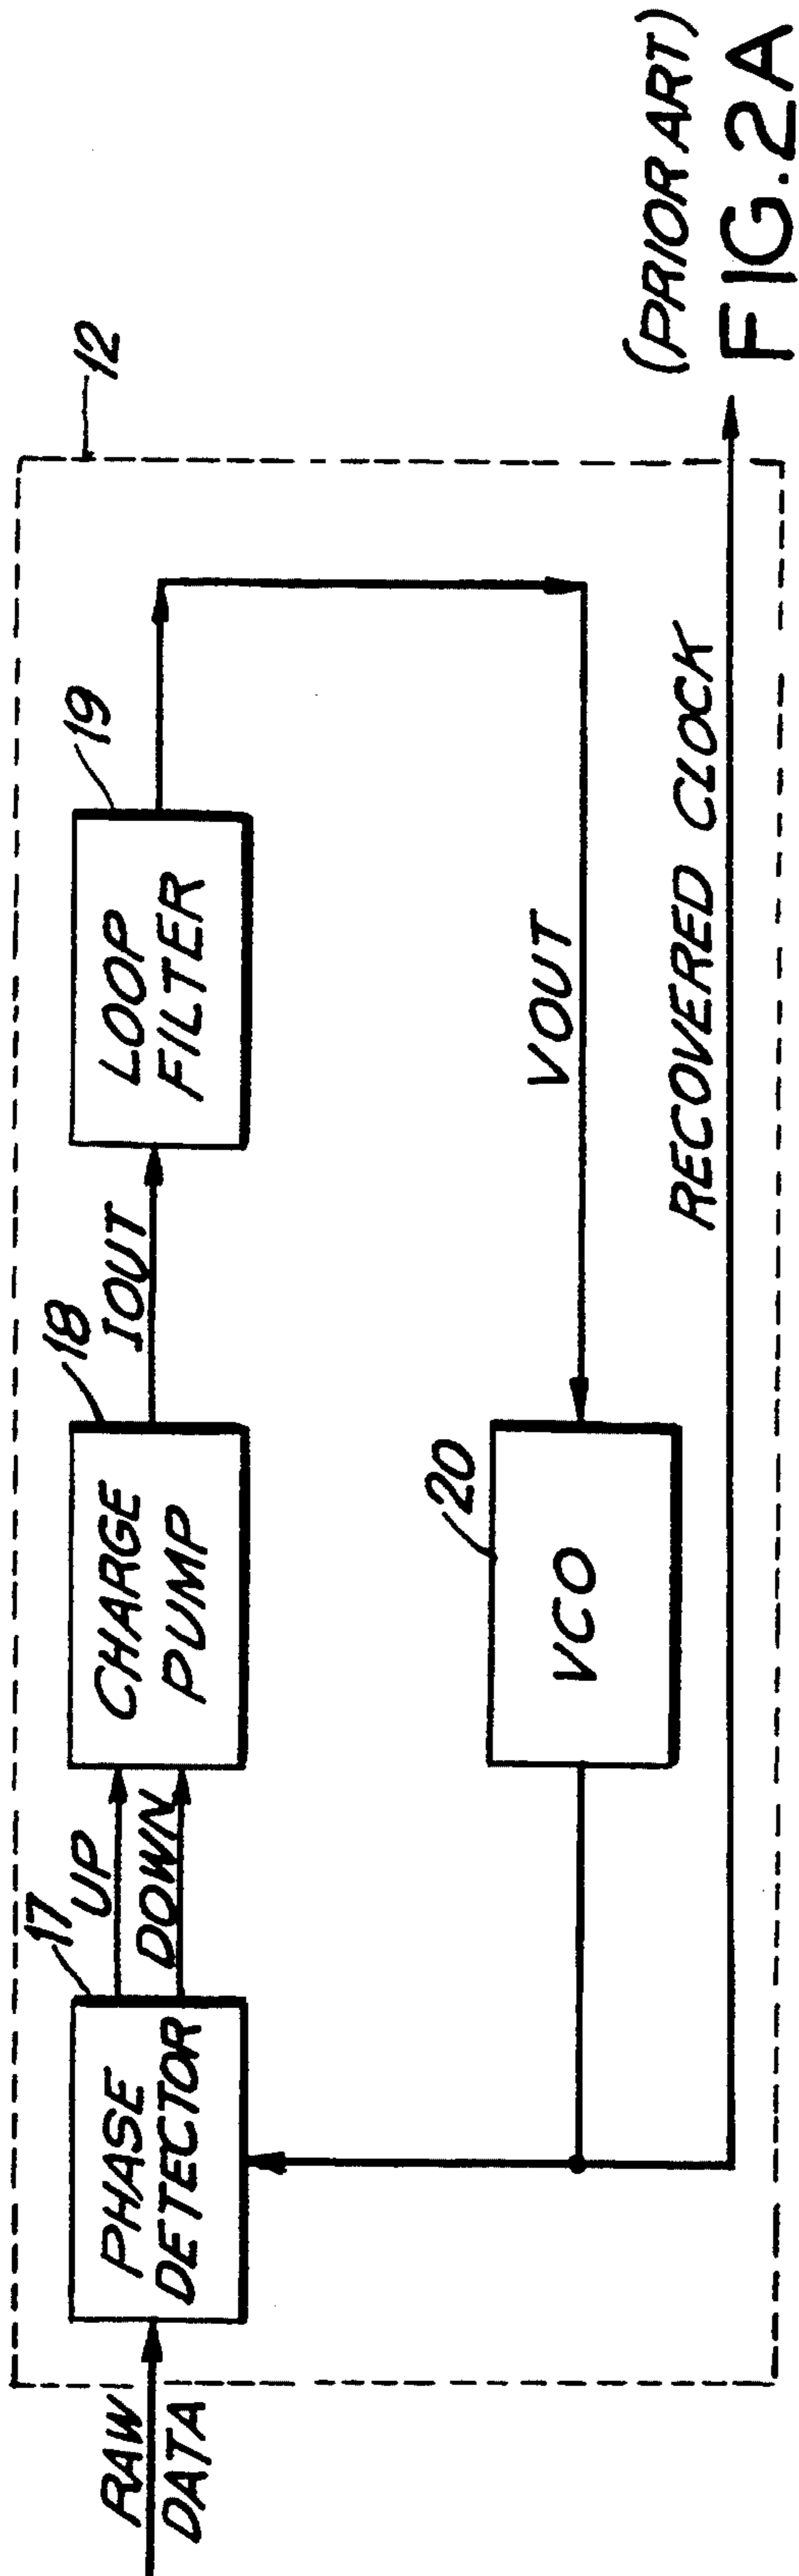 12
RAW
DATA
PHASE
DETECTOR
17
UP
DOWN
CHARGE
PUMP
18
IOUT
LOOP
FILTER
19
VCO
20
VOUT
RECOVERED CLOCK
(PRIOR ART)
FIG.2A